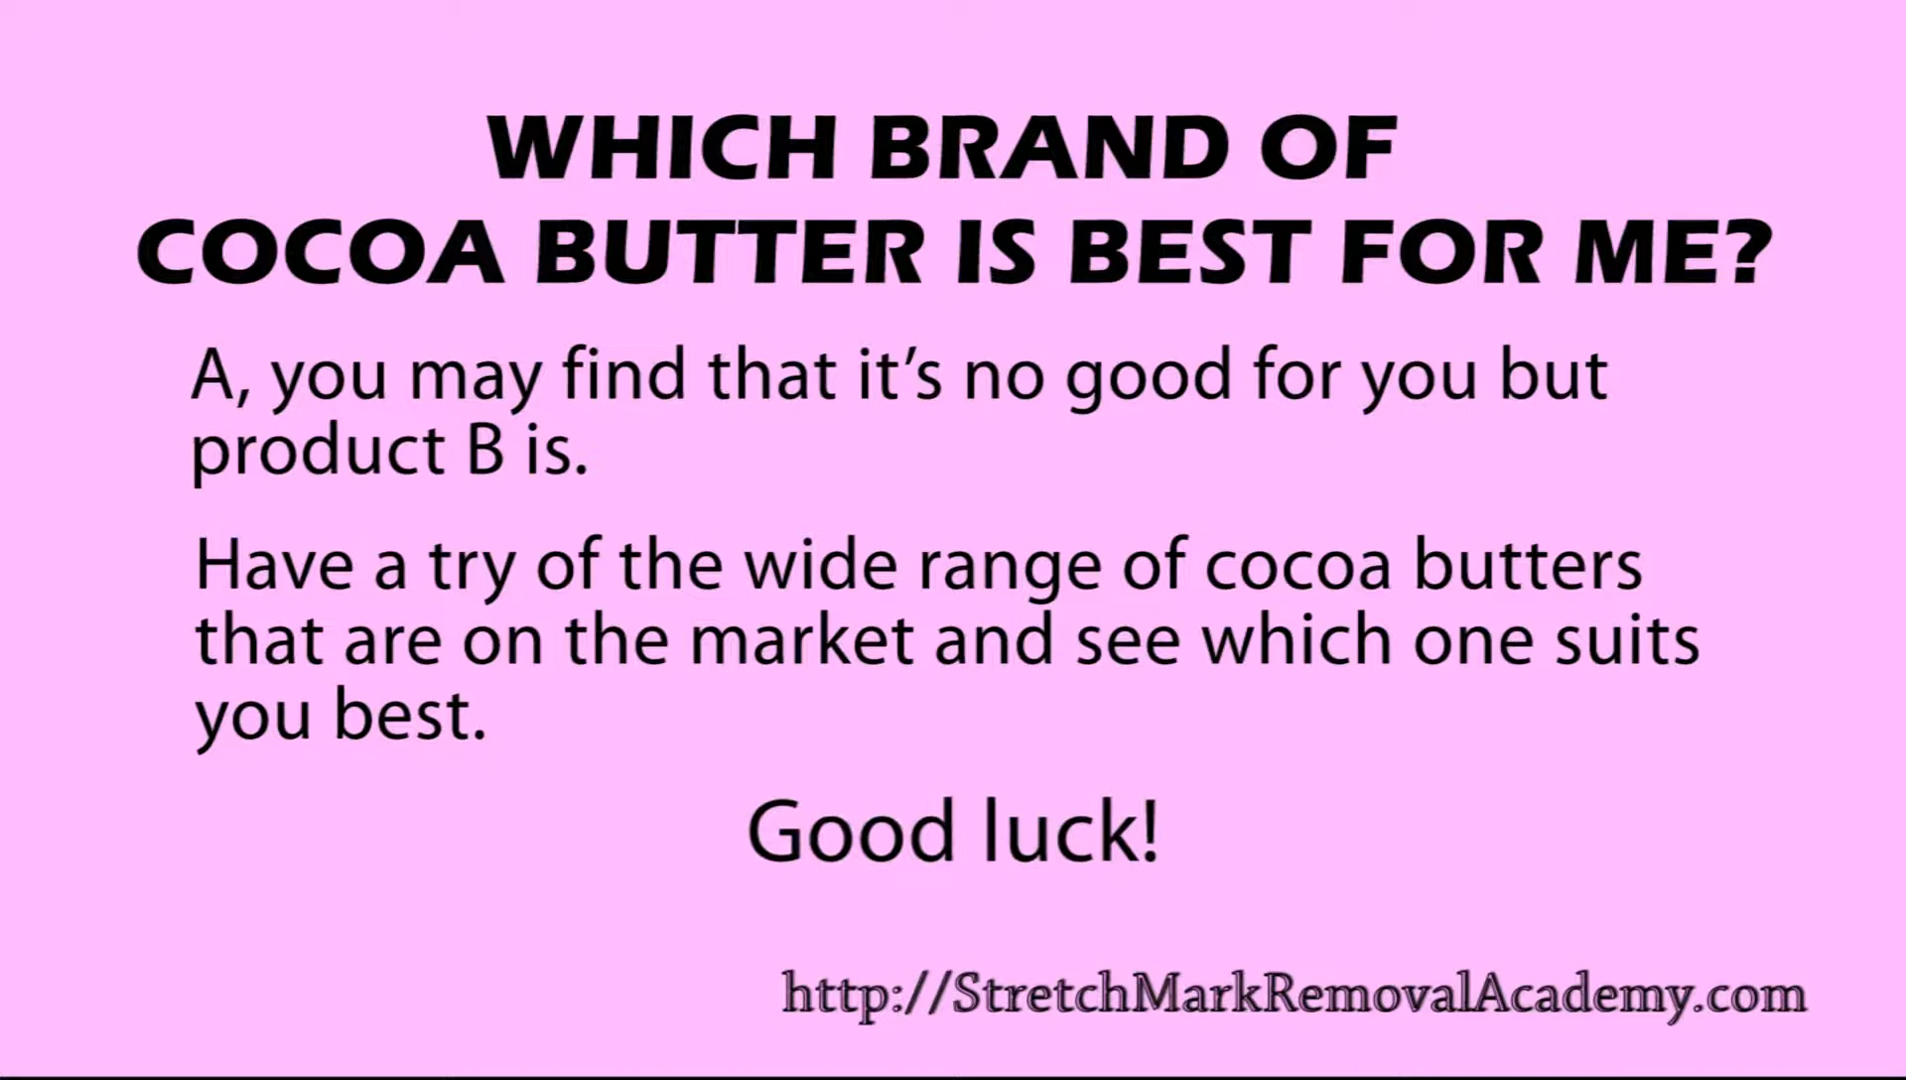 WHICH BRAND OF
COCOA BUTTER IS BEST FOR ME?
A, you may find that it’s no good for you but
product B is.
Have a try of the wide range of cocoa butters
that are on the market and see which one suits
you best.
Good luck!
http://StretchMarkRemovalAcademy.com